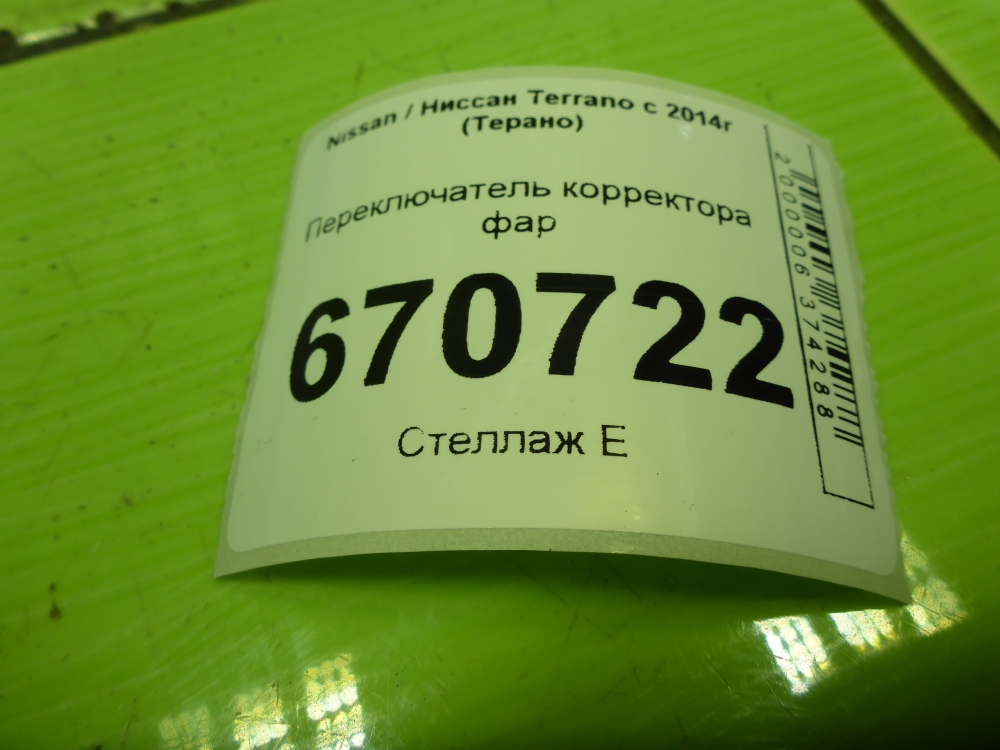 Nissan / Ниссан Terrano с 2014г
(Терано)
Переключатель корректора
фар
670722
Стеллаж Е
2000006374288